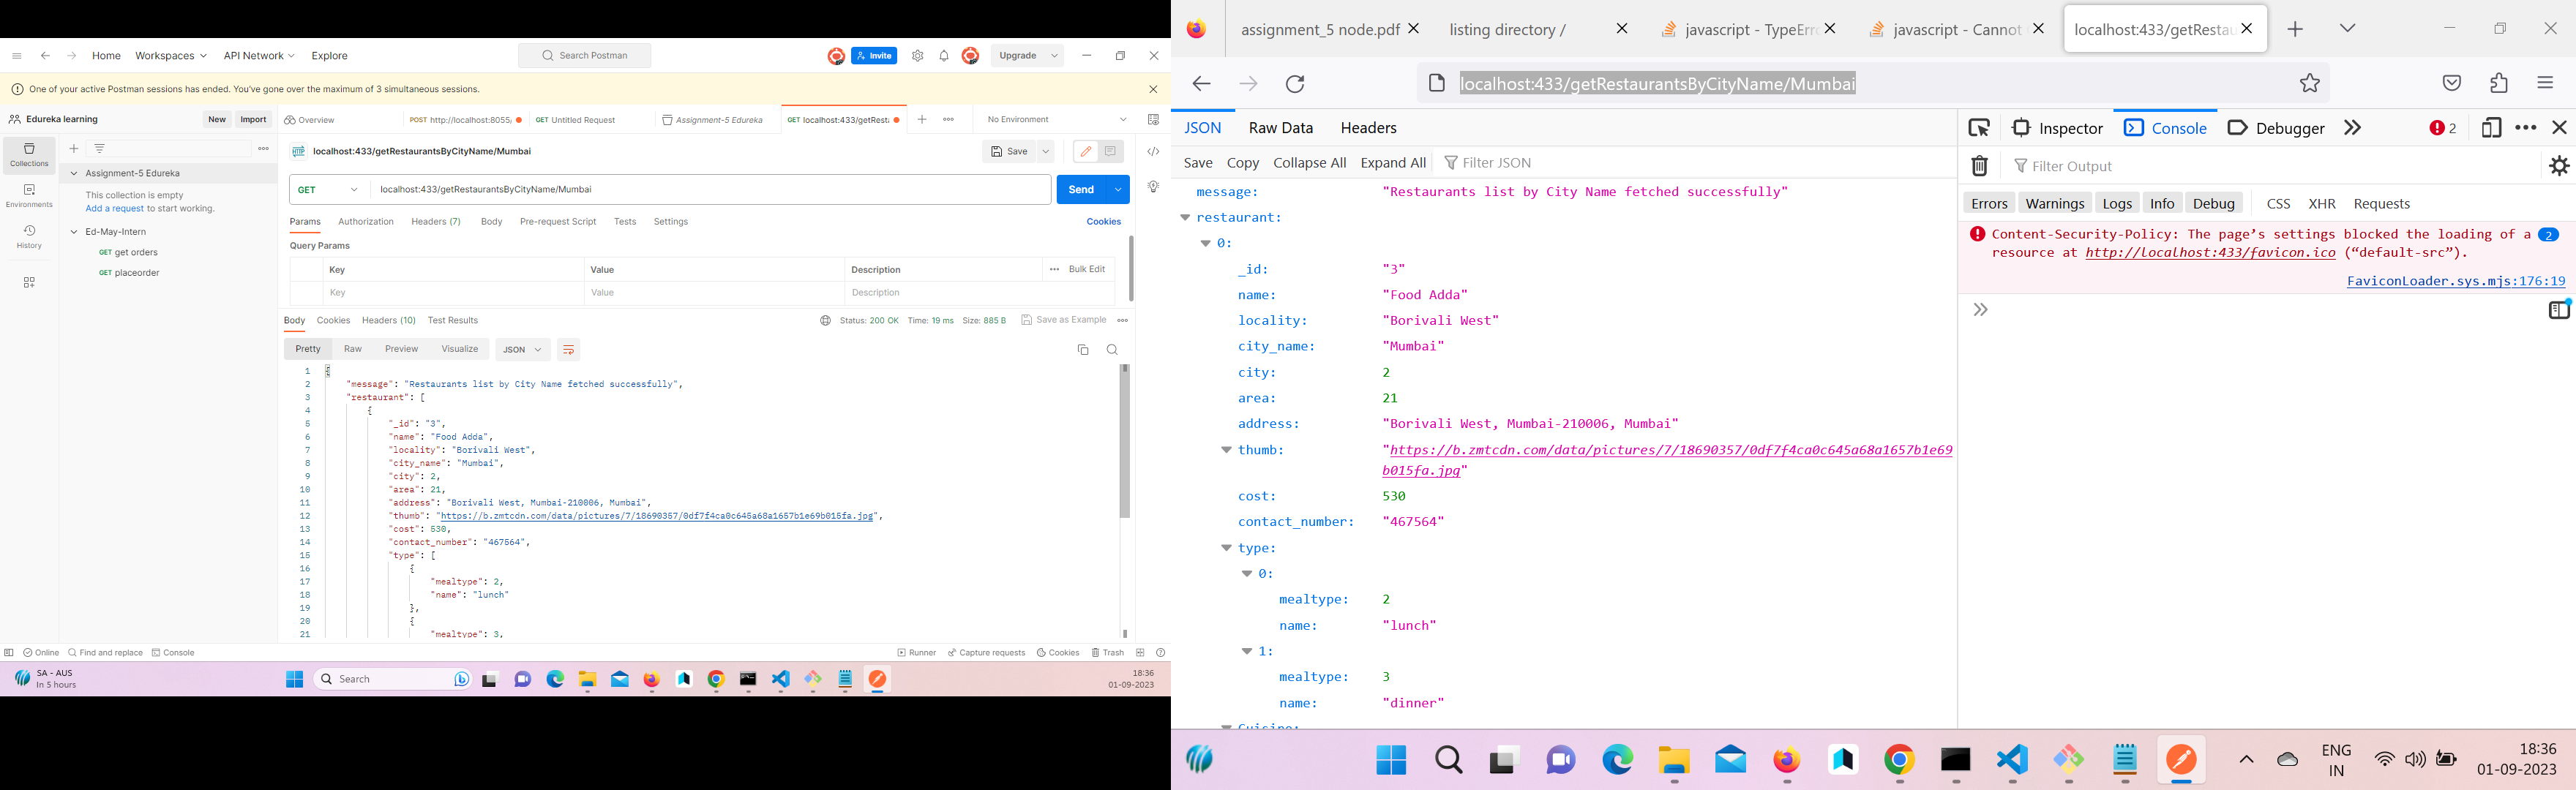 Home Workspaces API Network Explore Search Postman Invite Upgrade
One of your active Postman sessions has ended. You've gone over the maximum of 3 simultaneous sessions.
Edureka learning New Import Overview POST http://localhost:8055/ GET Untitled Request Assignment-5 Edureka GET localhost:433/getResta No Environment
Collections
Environments
History
Assignment-5 Edureka
This collection is empty
Add a request to start working.
Ed-May-Intern
GET get orders
GET placeorder
HTTP localhost:433/getRestaurantsByCityName/Mumbai Save
GET localhost:433/getRestaurantsByCityName/Mumbai Send
Params Authorization Headers (7) Body Pre-request Script Tests Settings Cookies
Query Params
Key Value Description Bulk Edit
Key Value Description
Body Cookies Headers (10) Test Results Status: 200 OK Time: 19 ms Size: 885 B Save as Example
Pretty Raw Preview Visualize JSON
1 {
2 "message": "Restaurants list by City Name fetched successfully",
3 "restaurant": [
4 {
5 "_id": "3",
6 "name": "Food Adda",
7 "locality": "Borivali West",
8 "city_name": "Mumbai",
9 "city": 2,
10 "area": 21,
11 "address": "Borivali West, Mumbai-210006, Mumbai",
12 "thumb": "https://b.zmtcdn.com/data/pictures/7/18690357/0df7f4ca0c645a68a1657b1e69b015fa.jpg",
13 "cost": 530,
14 "contact_number": "467564",
15 "type": [
16 {
17 "mealtype": 2,
18 "name": "lunch"
19 },
20 {
21 "mealtype": 3,
Online Find and replace Console Runner Capture requests Cookies Trash
SA - AUS
In 5 hours
Search
18:36
01-09-2023
assignment_5 node.pdf listing directory / javascript - TypeErro javascript - Cannot localhost:433/getRestau
localhost:433/getRestaurantsByCityName/Mumbai
JSON Raw Data Headers
Save Copy Collapse All Expand All Filter JSON
message: "Restaurants list by City Name fetched successfully"
restaurant:
0:
_id: "3"
name: "Food Adda"
locality: "Borivali West"
city_name: "Mumbai"
city: 2
area: 21
address: "Borivali West, Mumbai-210006, Mumbai"
thumb: "https://b.zmtcdn.com/data/pictures/7/18690357/0df7f4ca0c645a68a1657b1e69
b015fa.jpg"
cost: 530
contact_number: "467564"
type:
0:
mealtype: 2
name: "lunch"
1:
mealtype: 3
name: "dinner"
Cuisine:
Inspector Console Debugger 2
Filter Output
Errors Warnings Logs Info Debug CSS XHR Requests
Content-Security-Policy: The page's settings blocked the loading of a 2
resource at http://localhost:433/favicon.ico ("default-src").
FaviconLoader.sys.mjs:176:19
ENG
IN
18:36
01-09-2023